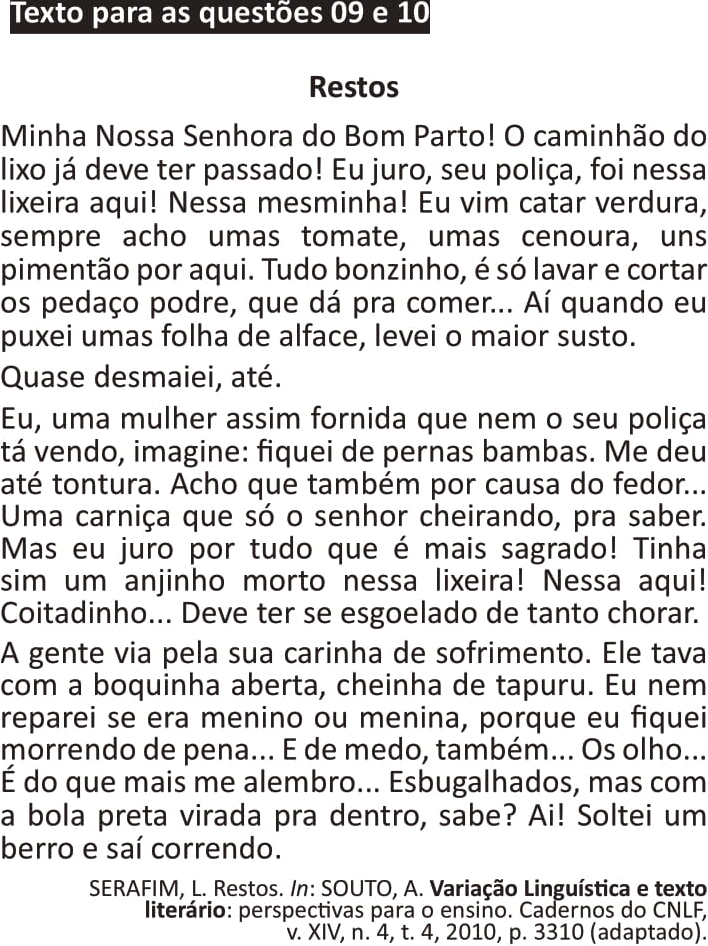 Texto para as questões 09 e 10
Restos
Minha Nossa Senhora do Bom Parto! O caminhão do
lixo já deve ter passado! Eu juro, seu poliça, foi nessa
lixeira aqui! Nessa mesminha! Eu vim catar verdura,
sempre acho umas tomate, umas cenoura, uns
pimentão por aqui. Tudo bonzinho, é só lavar e cortar
os pedaço podre, que dá pra comer... Aí quando eu
puxei umas folha de alface, levei o maior susto.
Quase desmaiei, até.
Eu, uma mulher assim fornida que nem o seu poliça
tá vendo, imagine: fiquei de pernas bambas. Me deu
até tontura. Acho que também por causa do fedor...
Uma carniça que só o senhor cheirando, pra saber.
Mas eu juro por tudo que é mais sagrado! Tinha
sim um anjinho morto nessa lixeira! Nessa aqui!
Coitadinho... Deve ter se esgoelado de tanto chorar.
A gente via pela sua carinha de sofrimento. Ele tava
com a boquinha aberta, cheinha de tapuru. Eu nem
reparei se era menino ou menina, porque eu fiquei
morrendo de pena... E de medo, também... Os olho...
É do que mais me alembro... Esbugalhados, mas com
a bola preta virada pra dentro, sabe? Ai! Soltei um
berro e saí correndo.
SERAFIM, L. Restos. In: SOUTO, A. Variação Linguística e texto
literário: perspectivas para o ensino. Cadernos do CNLF,
v. XIV, n. 4, t. 4, 2010, p. 3310 (adaptado).